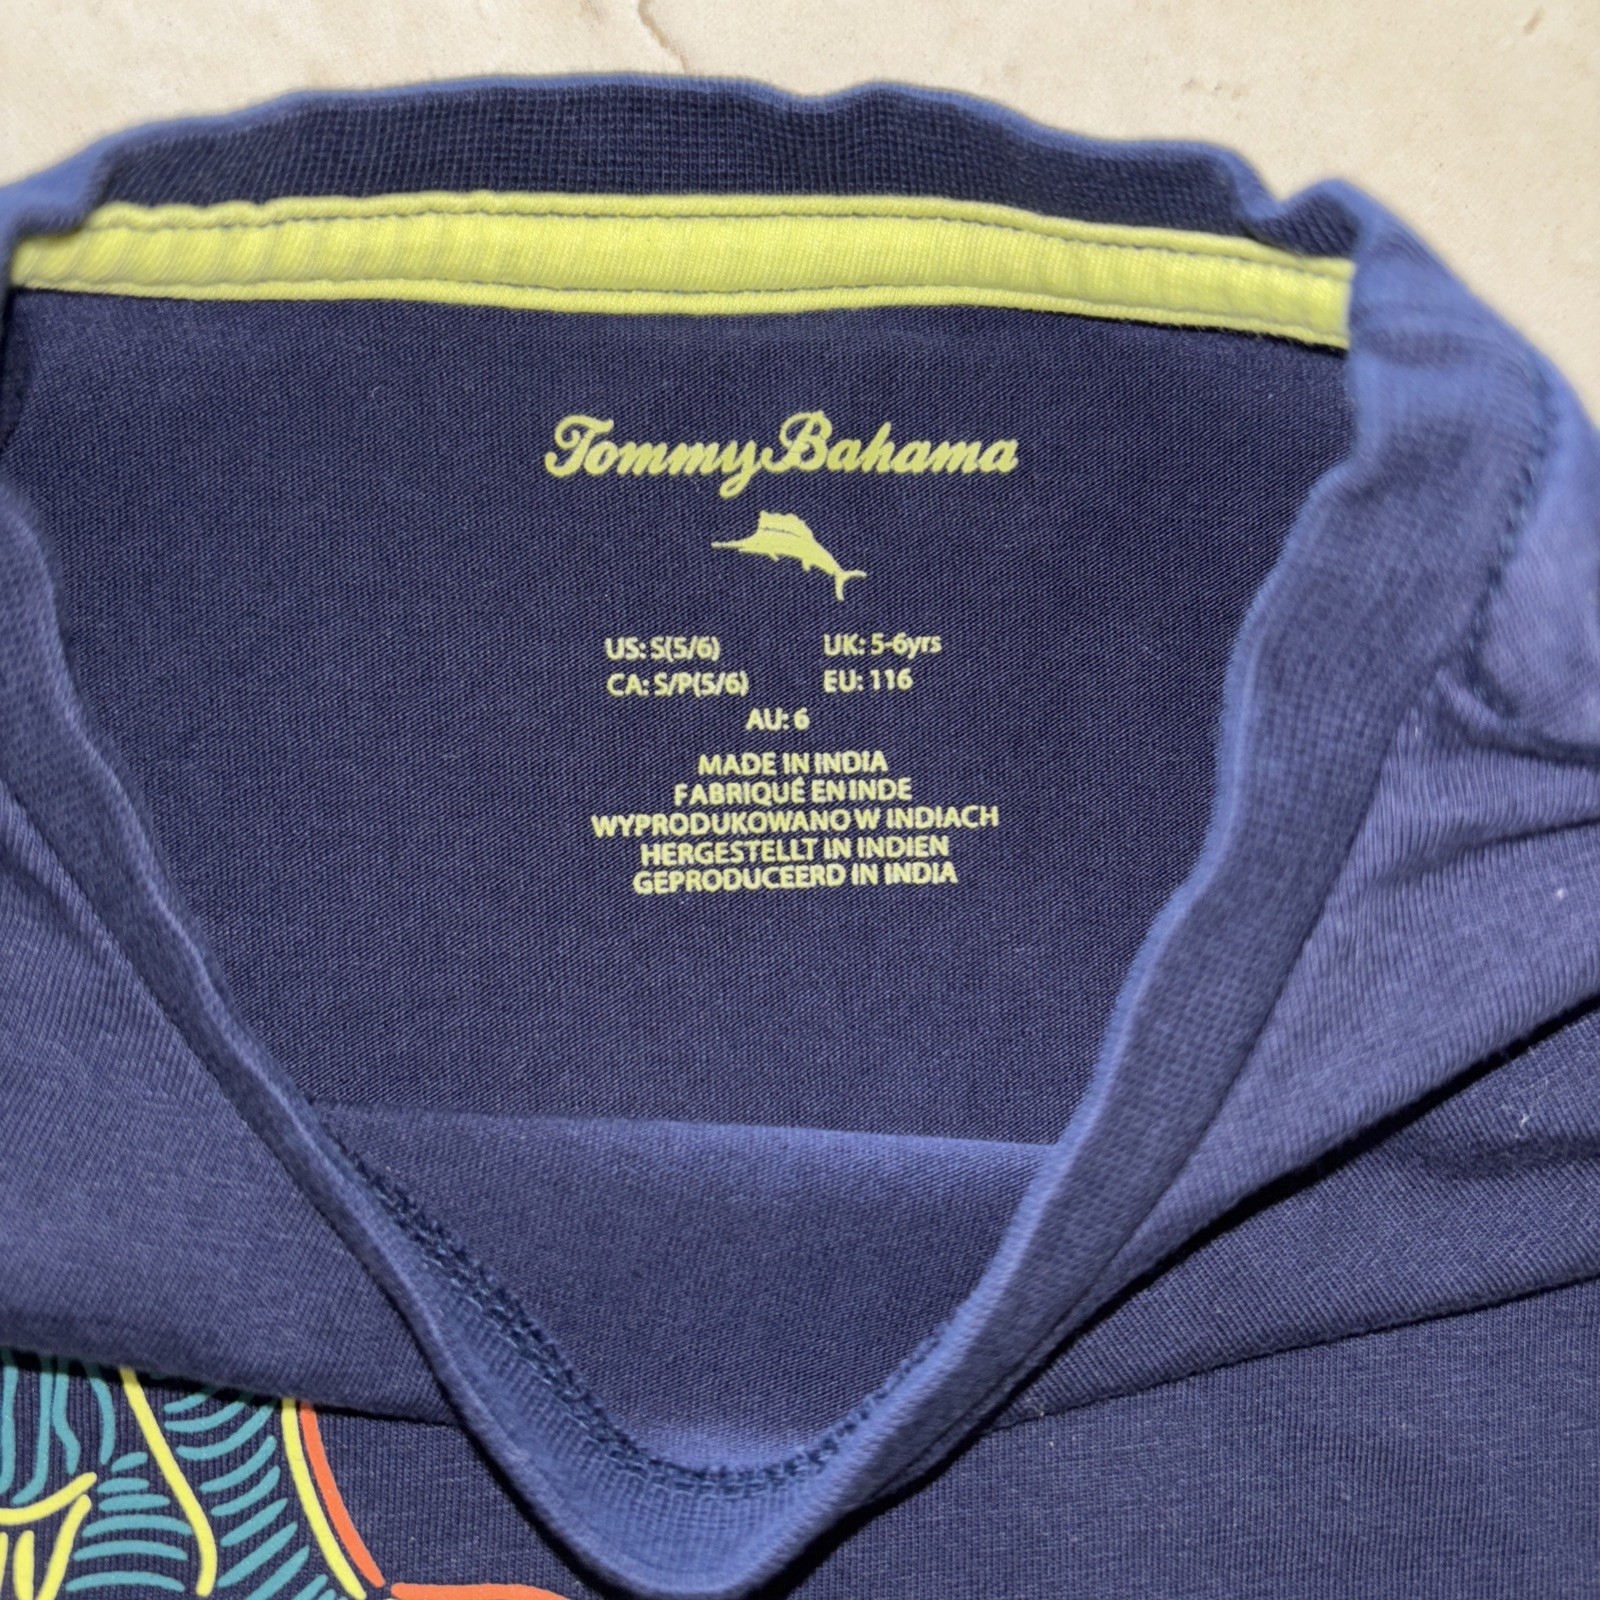 Tommy Bahama
US: S(5/6) UK: 5-6yrs
CA: S/P(5/6) EU: 116
AU: 6
MADE IN INDIA
FABRIQUÉ EN INDE
WYPRODUKOWANO W INDIACH
HERGESTELLT IN INDIEN
GEPRODUCEERD IN INDIA